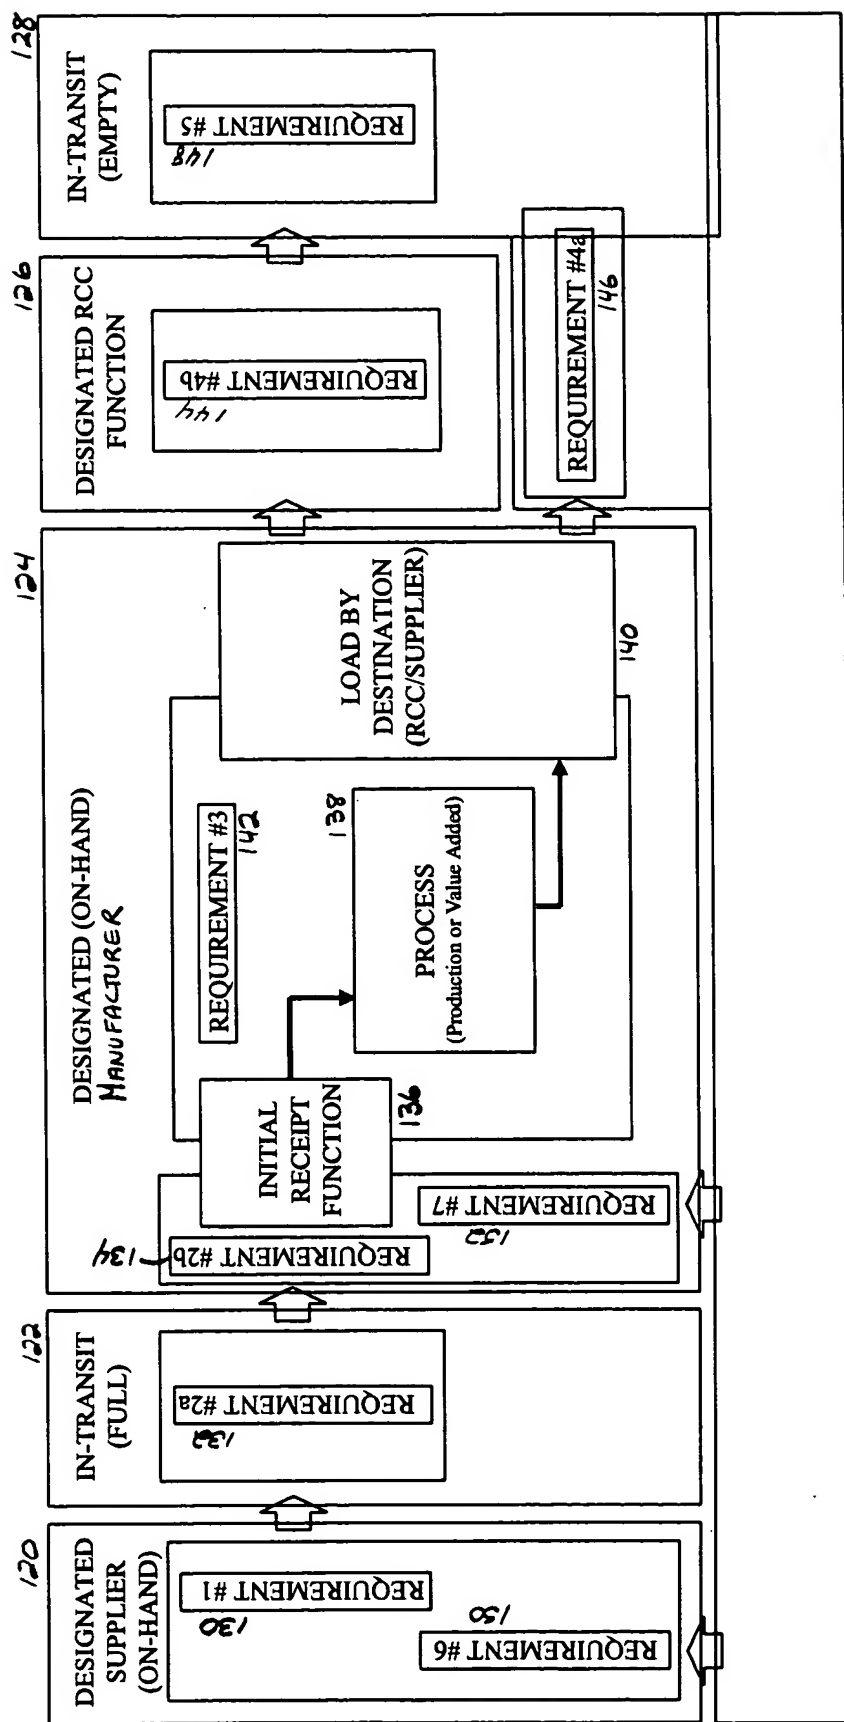 120
DESIGNATED
SUPPLIER
(ON-HAND)
REQUIREMENT #1
130
REQUIREMENT #6
150
122
IN-TRANSIT
(FULL)
REQUIREMENT #2a
132
124
DESIGNATED (ON-HAND)
MANUFACTURER
134
REQUIREMENT #2b
REQUIREMENT #7
152
INITIAL
RECEIPT
FUNCTION
136
REQUIREMENT #3
142
138
PROCESS
(Production or Value Added)
LOAD BY
DESTINATION
(RCC/SUPPLIER)
140
126
DESIGNATED RCC
FUNCTION
REQUIREMENT #4b
144
REQUIREMENT #4a
146
128
IN-TRANSIT
(EMPTY)
REQUIREMENT #5
148